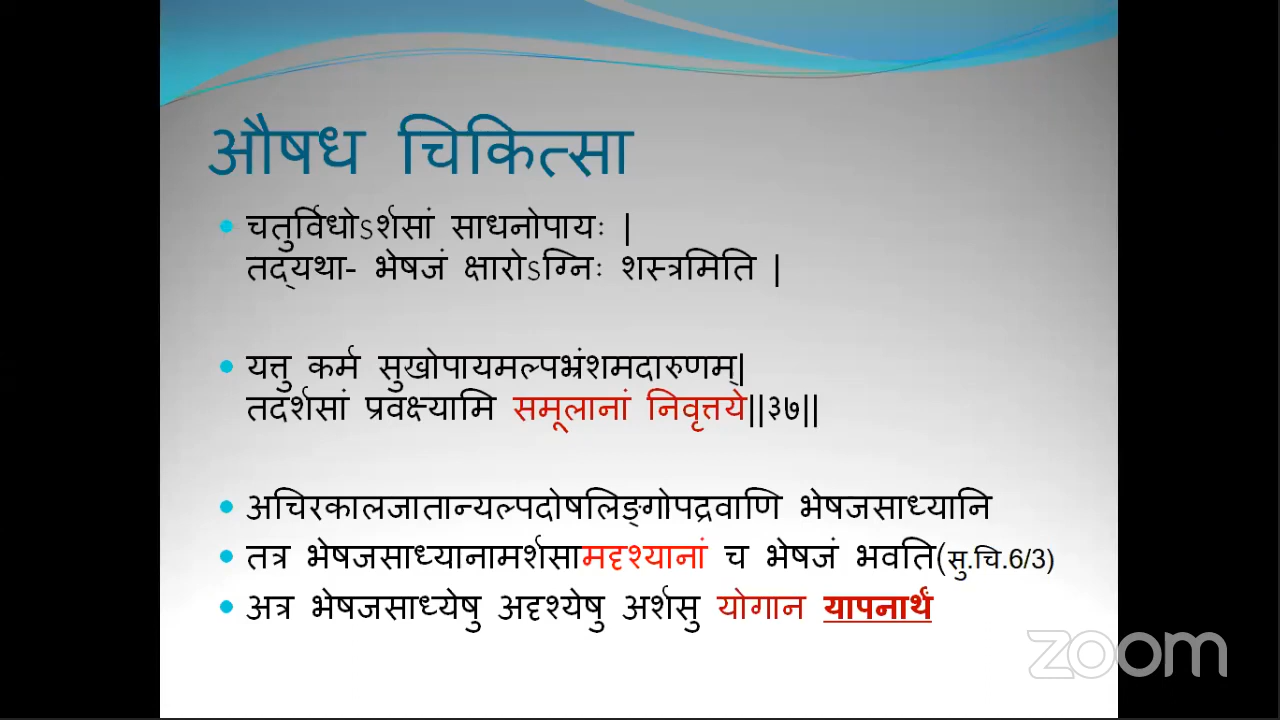 औषध चिकित्सा
चतुर्विधोऽर्शसां साधनोपायः |
तद्यथा- भेषजं क्षारोऽग्निः शस्त्रमिति |
यत्तु कर्म सुखोपायमल्पभ्रंशमदारुणम्|
तदर्शसां प्रवक्ष्यामि समूलानां निवृत्तये||३७||
अचिरकालजातान्यल्पदोषलिङ्गोपद्रवाणि भेषजसाध्यानि
तत्र भेषजसाध्यानामर्शसामदृश्यानां च भेषजं भवति(सु.चि.6/3)
अत्र भेषजसाध्येषु अदृश्येषु अर्शसु योगान यापनार्थं
zoom